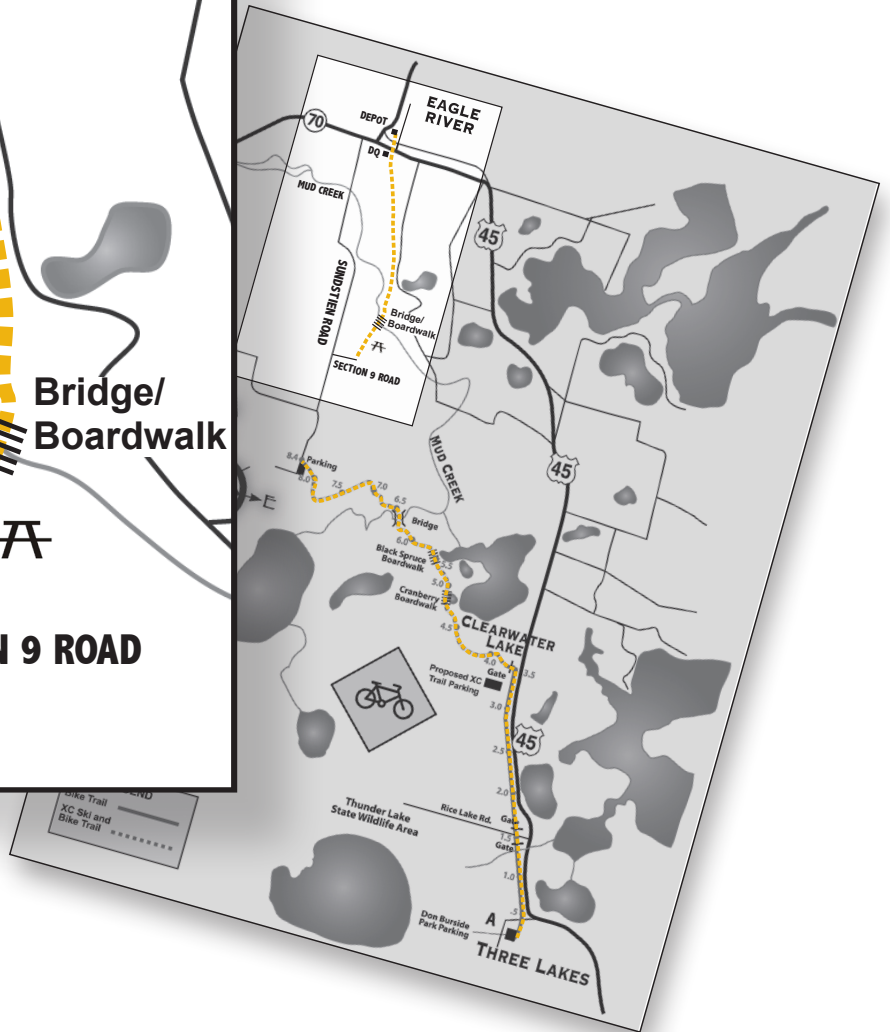 Bridge/
Boardwalk
N 9 ROAD
EAGLE
RIVER
DEPOT
70
DQ
MUD CREEK
45
SUNDSTIEN ROAD
Bridge/
Boardwalk
SECTION 9 ROAD
45
MUD CREEK
8.4
Parking
8.0
7.5
7.0
6.5
E
Bridge
6.0
Black Spruce
Boardwalk
5.5
5.0
Cranberry
Boardwalk
4.5
CLEARWATER
LAKE
4.0
3.5
Gate
Proposed XC
Trail Parking
3.0
45
2.5
2.0
Thunder Lake
State Wildlife Area
Rice Lake Rd.
1.5
Gate
1.0
.5
A
Don Burside
Park Parking
THREE LAKES
END
Bike Trail
XC Ski and
Bike Trail